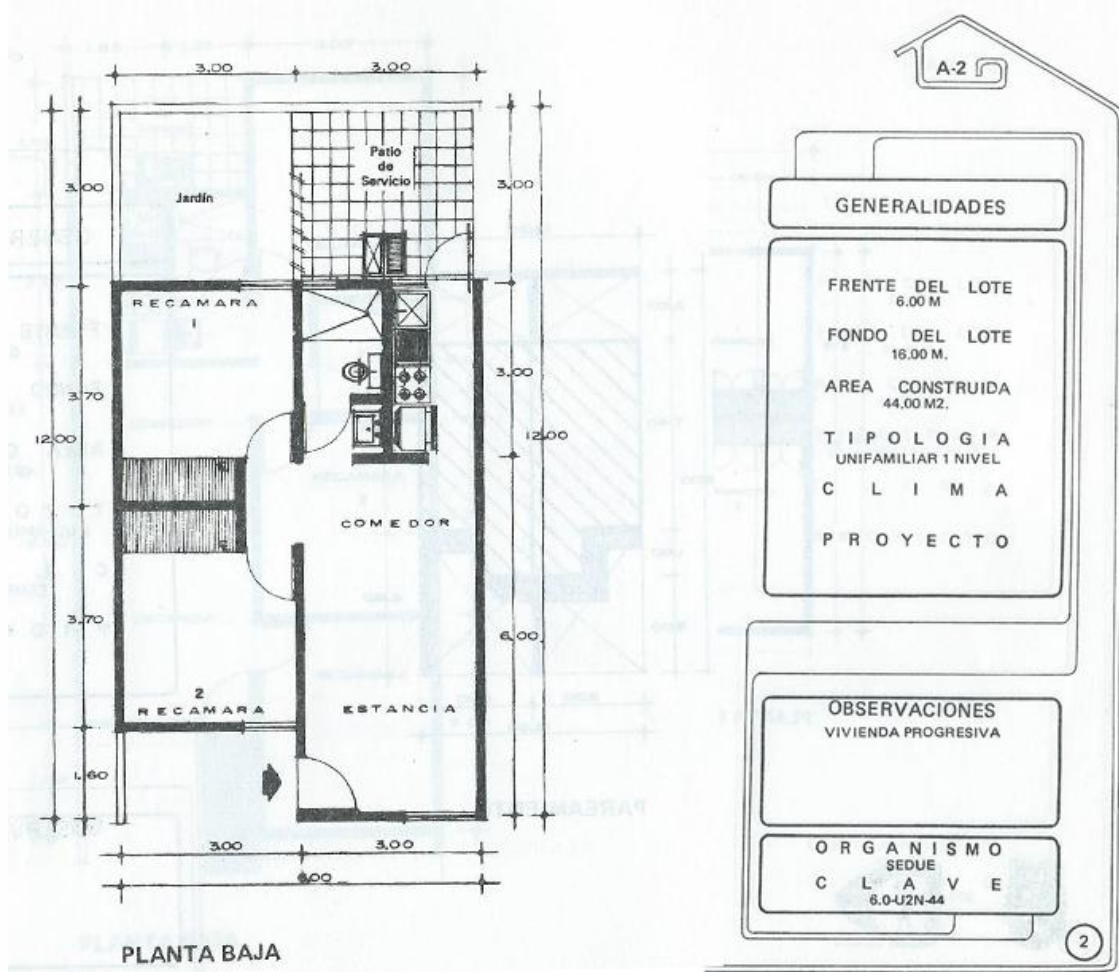 3.00 3.00
Patio
de
Servicio
Jardín
3.00
3.00
RECAMARA
1
3.70
3.00
12.00
12.00
COMEDOR
3.70
6.00
2
RECAMARA
ESTANCIA
1.60
3.00 3.00
6.00
PLANTA BAJA
A-2
GENERALIDADES
FRENTE DEL LOTE
6.00 M
FONDO DEL LOTE
16.00 M.
AREA CONSTRUIDA
44.00 M2.
TIPOLOGIA
UNIFAMILIAR 1 NIVEL
CLIMA
PROYECTO
OBSERVACIONES
VIVIENDA PROGRESIVA
ORGANISMO
SEDUE
CLAVE
6.0-U2N-44
2